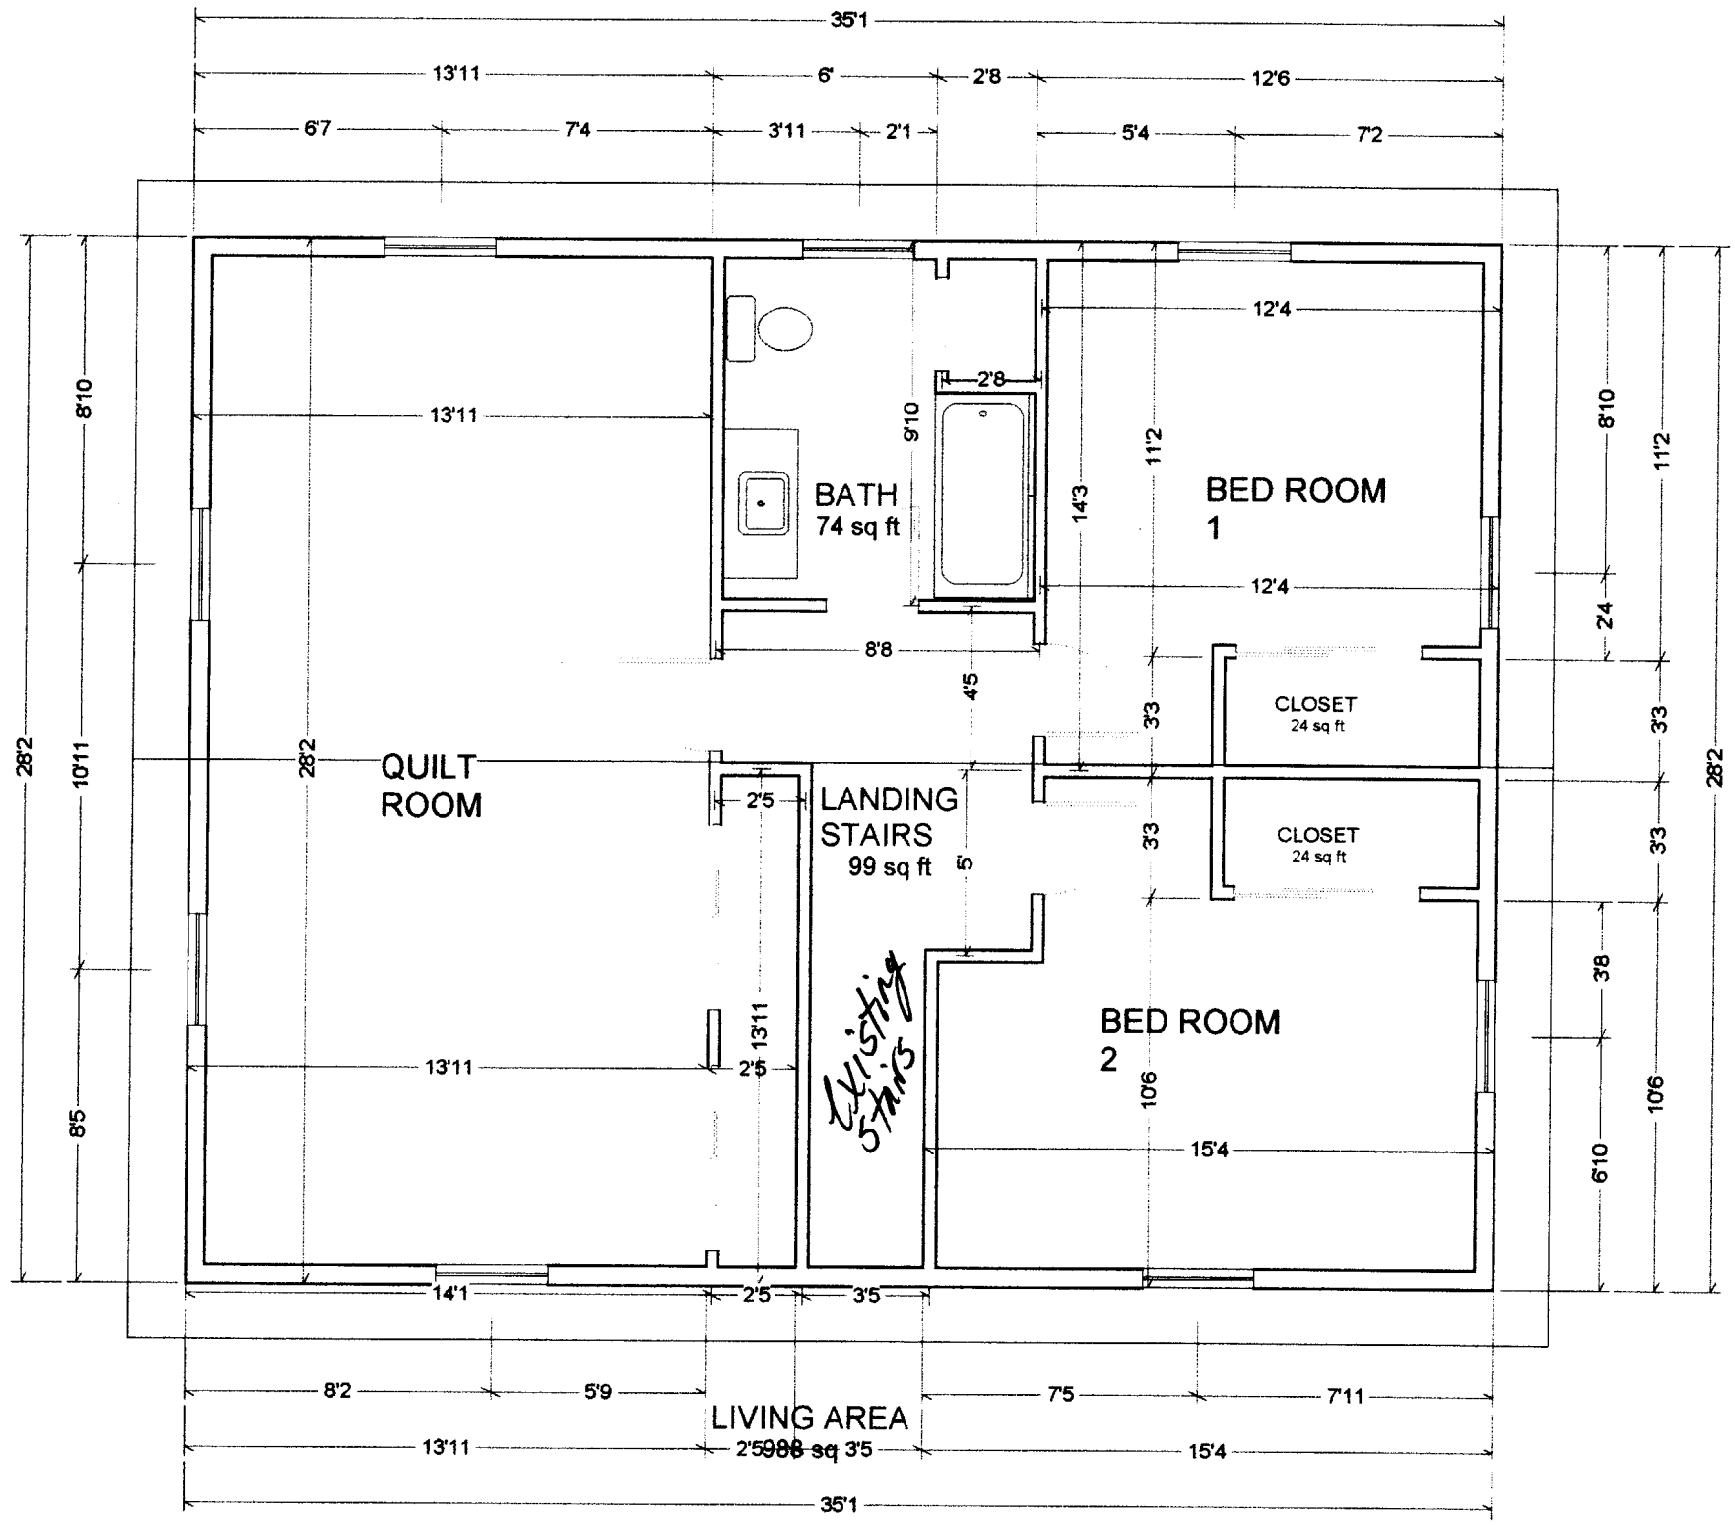 35'1
13'11 6' 2'8 12'6
6'7 7'4 3'11 2'1 5'4 7'2
12'4
2'8
13'11
8'10
9'10
11'2
14'3
8'10
11'2
BED ROOM
1
BATH
74 sq ft
12'4
2'4
8'8
4'5
CLOSET
24 sq ft
3'3
3'3
28'2
10'11
28'2
QUILT
ROOM
2'5
LANDING
STAIRS
99 sq ft
5'
3'3
CLOSET
24 sq ft
3'3
28'2
Existing
Stairs
3'8
BED ROOM
2
13'11
13'11
2'5
10'6
10'6
8'5
15'4
6'10
14'1 2'5 3'5
8'2 5'9 7'5 7'11
LIVING AREA
13'11 2'5 988 sq 3'5 15'4
35'1